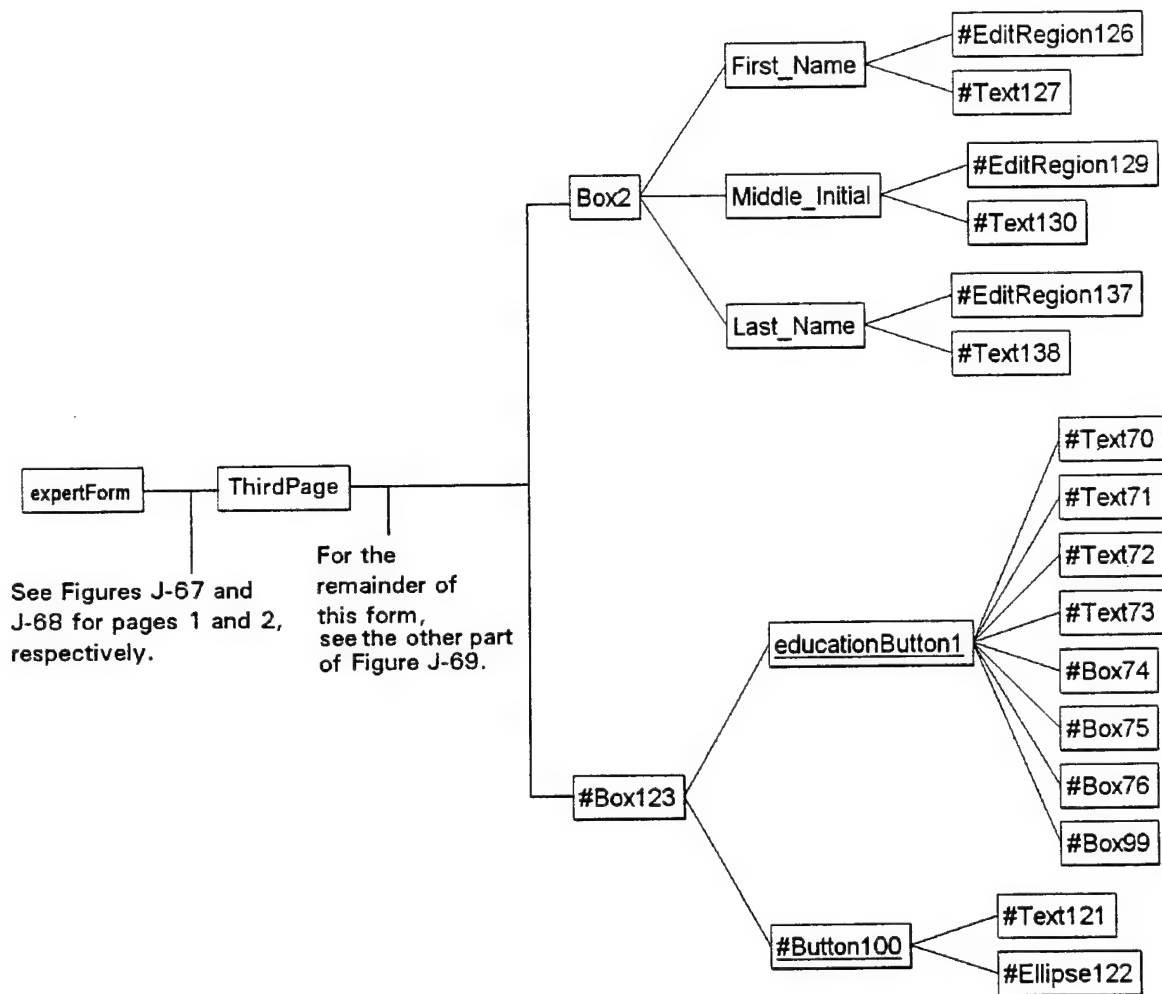 #EditRegion126
First_Name
#Text127
#EditRegion129
Box2
Middle_Initial
#Text130
#EditRegion137
Last_Name
#Text138
#Text70
expertForm
ThirdPage
#Text71
For the
remainder of
this form,
see the other part
of Figure J-69.
See Figures J-67 and
J-68 for pages 1 and 2,
respectively.
#Text72
#Text73
educationButton1
#Box74
#Box75
#Box123
#Box76
#Box99
#Text121
#Button100
#Ellipse122